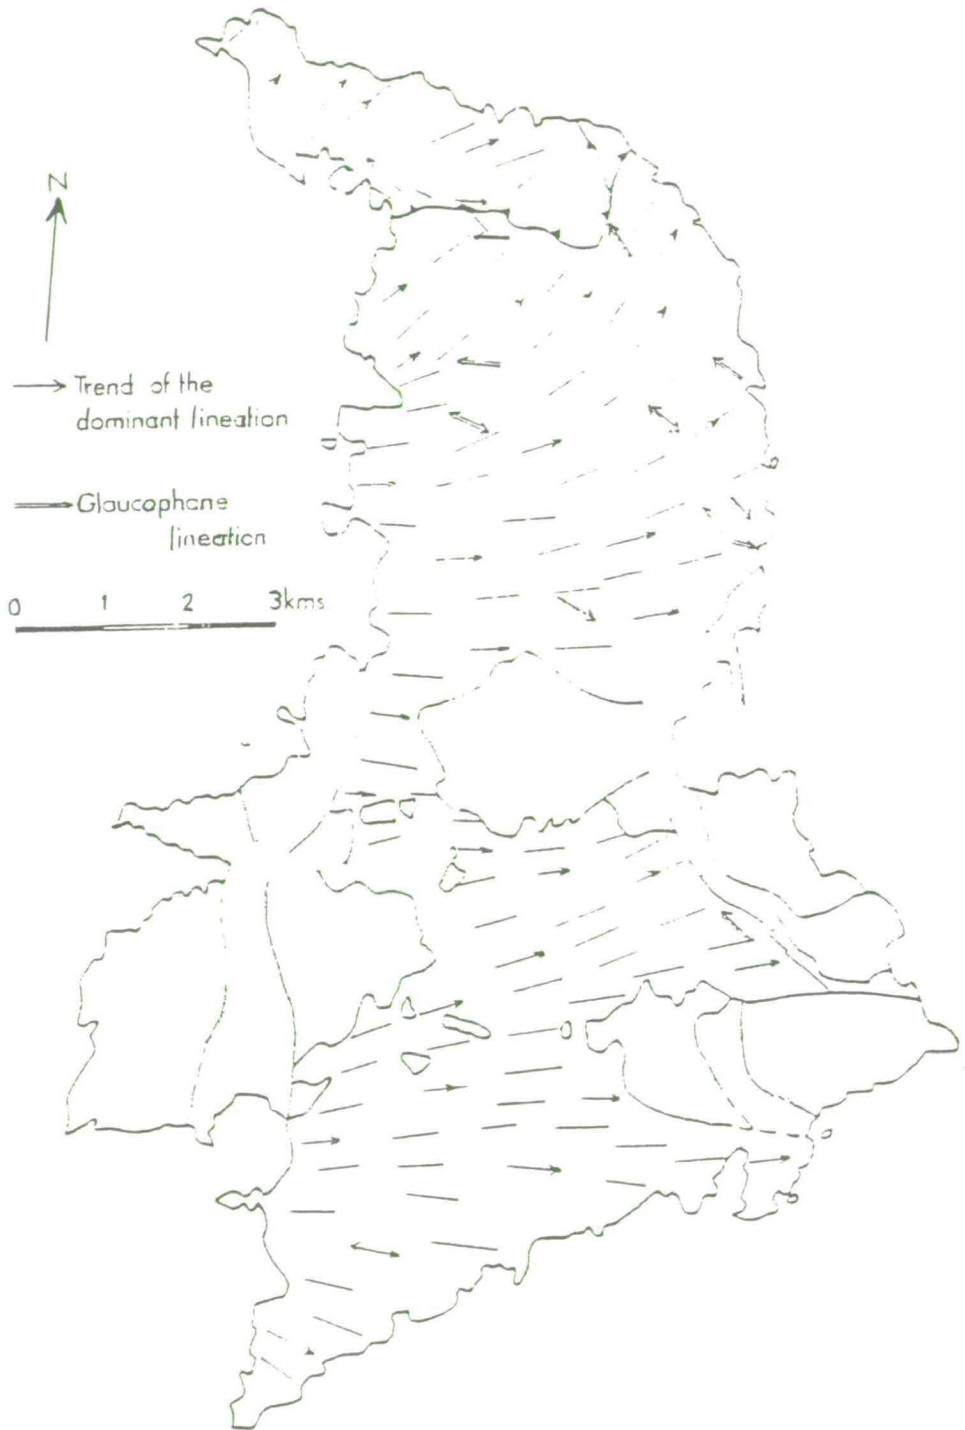 N
Trend of the
dominant lineation
Glaucophane
lineation
0 1 2 3kms